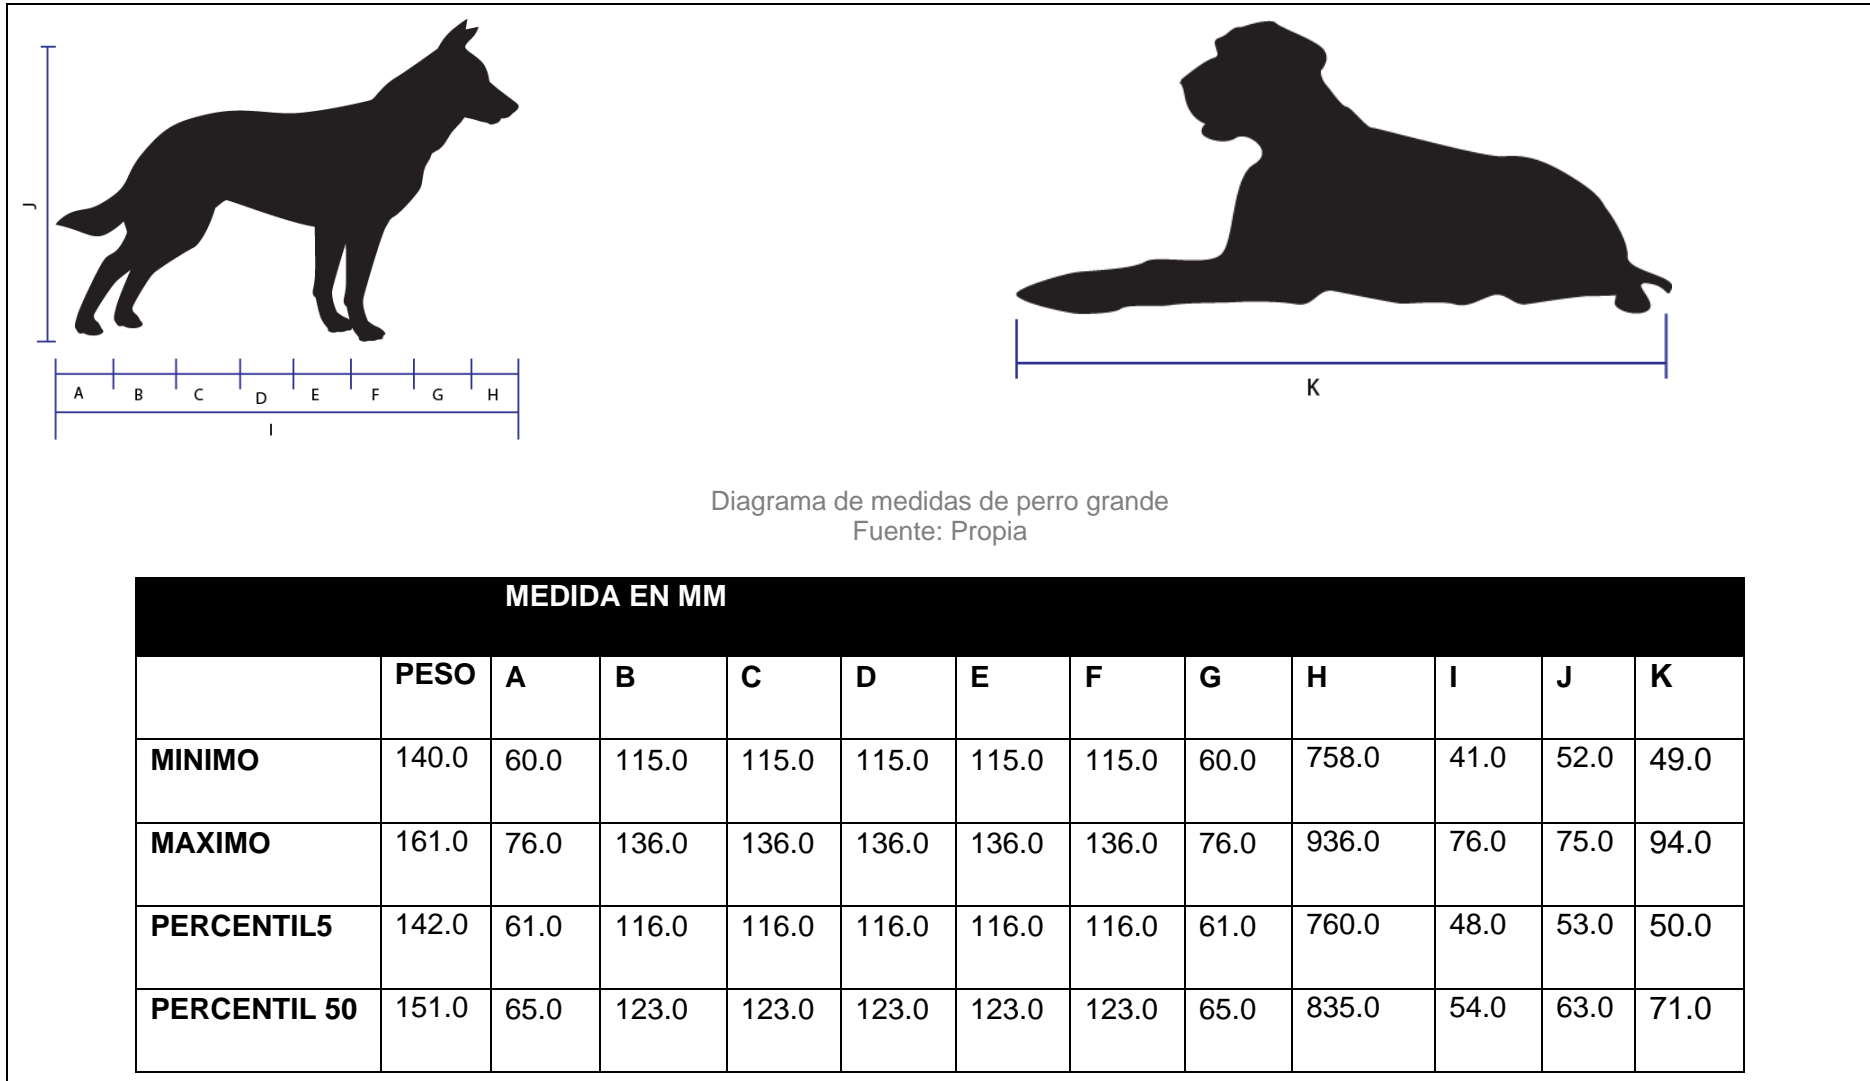 J
A B C D E F G H
I
K
Diagrama de medidas de perro grande
Fuente: Propia
MEDIDA EN MM
PESO A B C D E F G H I J K
MINIMO 140.0 60.0 115.0 115.0 115.0 115.0 115.0 60.0 758.0 41.0 52.0 49.0
MAXIMO 161.0 76.0 136.0 136.0 136.0 136.0 136.0 76.0 936.0 76.0 75.0 94.0
PERCENTIL5 142.0 61.0 116.0 116.0 116.0 116.0 116.0 61.0 760.0 48.0 53.0 50.0
PERCENTIL 50 151.0 65.0 123.0 123.0 123.0 123.0 123.0 65.0 835.0 54.0 63.0 71.0